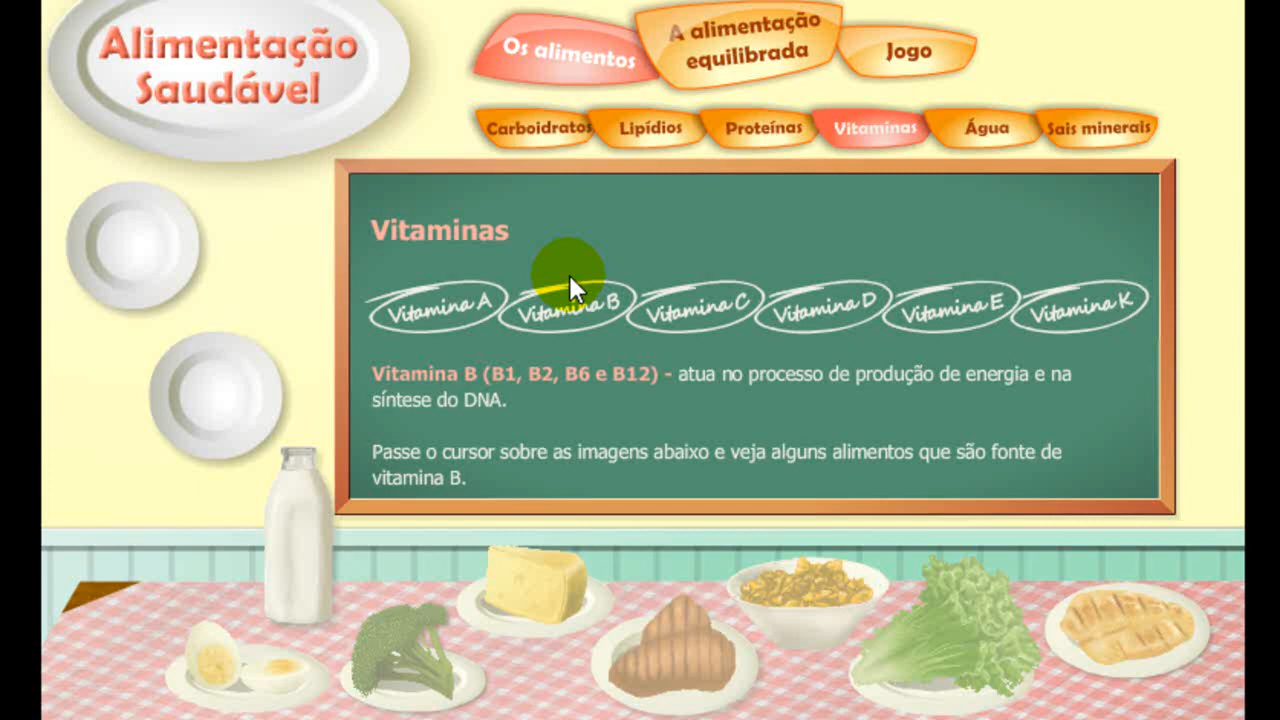 Alimentação
Saudável
Os alimentos
A alimentação
equilibrada
Jogo
Carboidratos
Lipídios
Proteínas
Vitaminas
Água
Sais minerais
Vitaminas
Vitamina A
Vitamina B
Vitamina C
Vitamina D
Vitamina E
Vitamina K
Vitamina B (B1, B2, B6 e B12) - atua no processo de produção de energia e na
síntese do DNA.
Passe o cursor sobre as imagens abaixo e veja alguns alimentos que são fonte de
vitamina B.